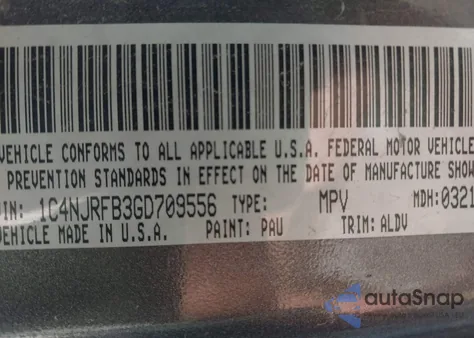 VEHICLE CONFORMS TO ALL APPLICABLE U.S.A. FEDERAL MOTOR VEHICLE
PREVENTION STANDARDS IN EFFECT ON THE DATE OF MANUFACTURE SHOW
IN: 1C4NJRFB3GD709556 TYPE: MPV MDH:0321
VEHICLE MADE IN U.S.A. PAINT: PAU TRIM: ALDV
autoSnap